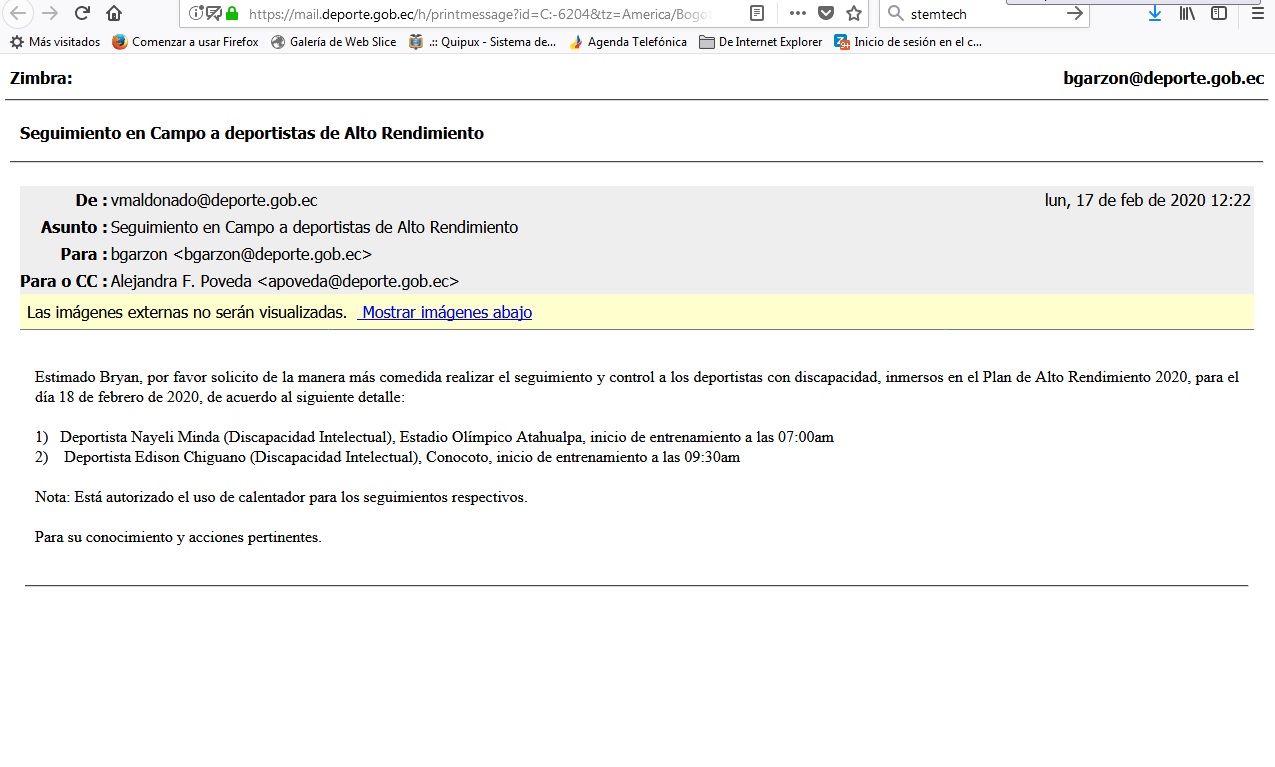 https://mail.deporte.gob.ec/h/printmessage?id=C:-6204&tz=America/Bogot
stemtech
Más visitados Comenzar a usar Firefox Galería de Web Slice .:: Quipux - Sistema de... Agenda Telefónica De Internet Explorer Inicio de sesión en el c...
Zimbra: bgarzon@deporte.gob.ec
Seguimiento en Campo a deportistas de Alto Rendimiento
De : vmaldonado@deporte.gob.ec lun, 17 de feb de 2020 12:22
Asunto : Seguimiento en Campo a deportistas de Alto Rendimiento
Para : bgarzon <bgarzon@deporte.gob.ec>
Para o CC : Alejandra F. Poveda <apoveda@deporte.gob.ec>
Las imágenes externas no serán visualizadas. Mostrar imágenes abajo
Estimado Bryan, por favor solicito de la manera más comedida realizar el seguimiento y control a los deportistas con discapacidad, inmersos en el Plan de Alto Rendimiento 2020, para el
día 18 de febrero de 2020, de acuerdo al siguiente detalle:
1) Deportista Nayeli Minda (Discapacidad Intelectual), Estadio Olímpico Atahualpa, inicio de entrenamiento a las 07:00am
2) Deportista Edison Chiguano (Discapacidad Intelectual), Conocoto, inicio de entrenamiento a las 09:30am
Nota: Está autorizado el uso de calentador para los seguimientos respectivos.
Para su conocimiento y acciones pertinentes.